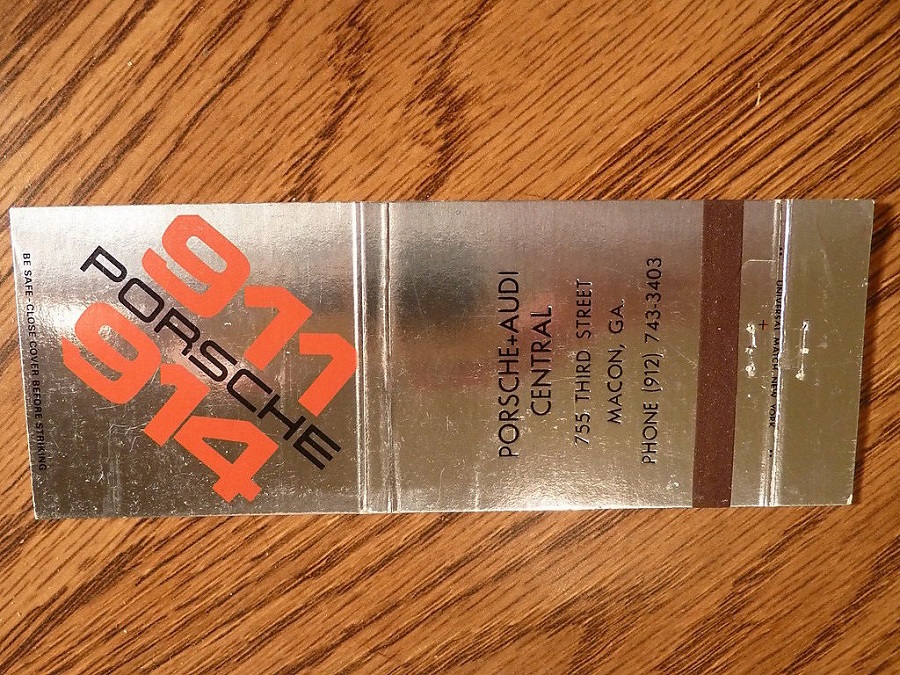 BE SAFE-CLOSE COVER BEFORE STRIKING
911
PORSCHE
914
PORSCHE+AUDI
CENTRAL
755 THIRD STREET
MACON, GA.
PHONE (912) 743-3403
UNIVERSAL MATCH, NEW YORK